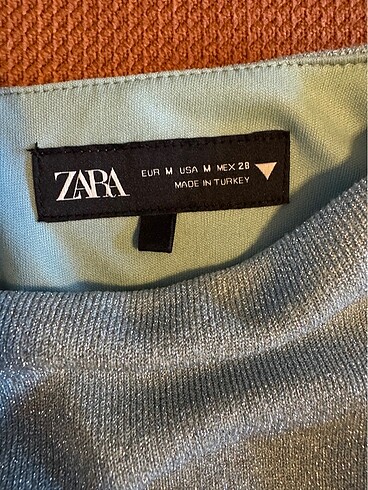 ZARA
EUR M USA M MEX 28
MADE IN TURKEY